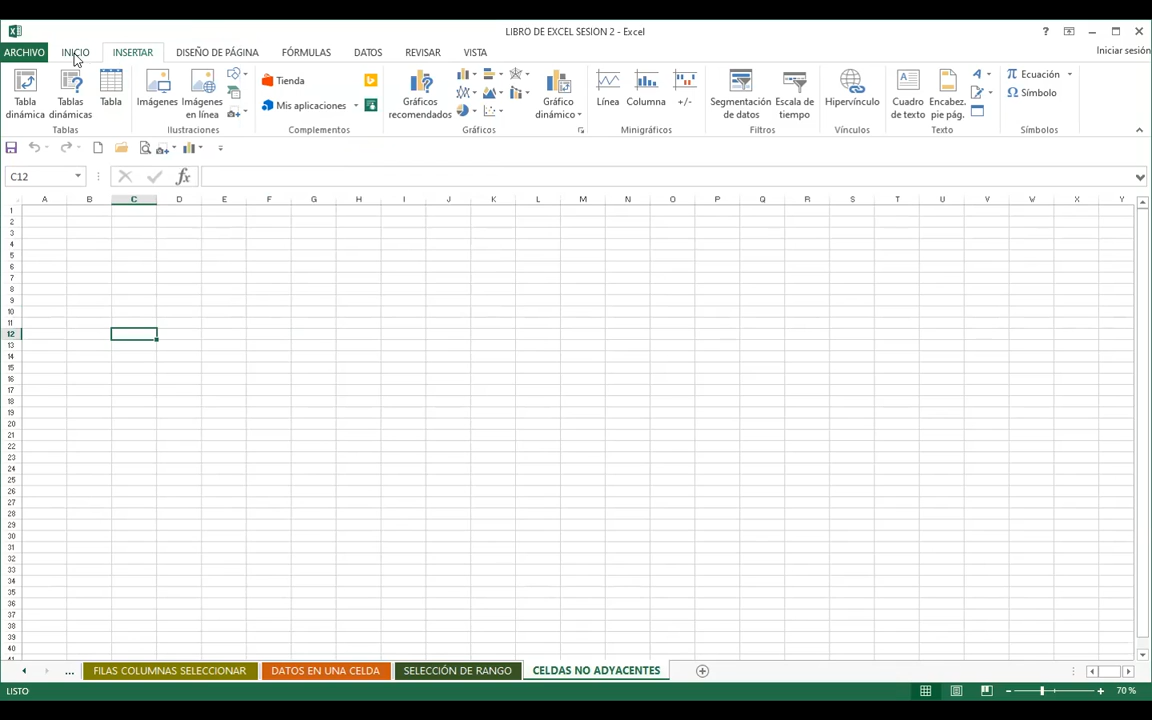 LIBRO DE EXCEL SESION 2 - Excel
?
ARCHIVO INICIO INSERTAR DISEÑO DE PÁGINA FÓRMULAS DATOS REVISAR VISTA
Iniciar sesión
Tabla dinámica
Tablas dinámicas
Tabla
Tablas
Imágenes
Imágenes en línea
Ilustraciones
Tienda
Mis aplicaciones
Complementos
Gráficos recomendados
Gráfico dinámico
Gráficos
Línea
Columna
+/-
Minigráficos
Segmentación de datos
Escala de tiempo
Filtros
Hipervínculo
Vínculos
Cuadro de texto
Encabez. pie pág.
Texto
π Ecuación
Ω Símbolo
Símbolos
C12
fx
A B C D E F G H I J K L M N O P Q R S T U V W X Y
1
2
3
4
5
6
7
8
9
10
11
12
13
14
15
16
17
18
19
20
21
22
23
24
25
26
27
28
29
30
31
32
33
34
35
36
37
38
39
40
... FILAS COLUMNAS SELECCIONAR DATOS EN UNA CELDA SELECCIÓN DE RANGO CELDAS NO ADYACENTES
LISTO
70 %